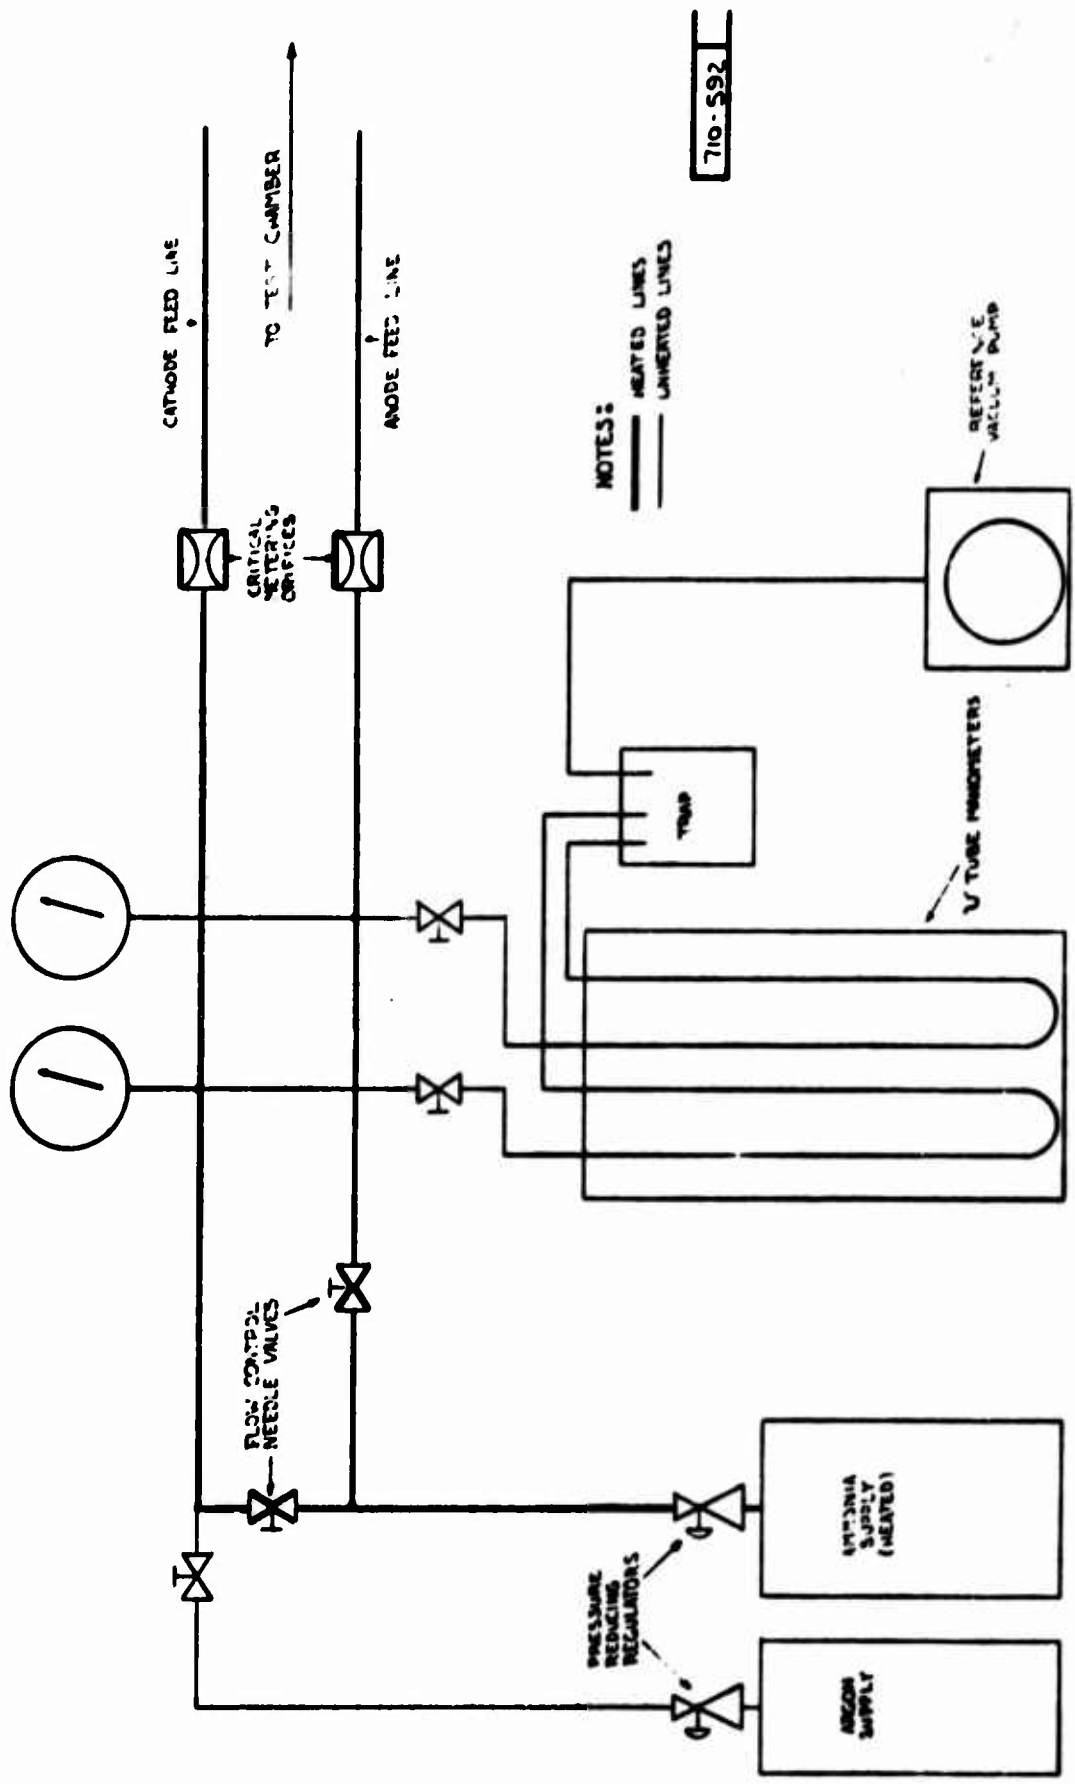 CATHODE FEED LINE
TO TEST CHAMBER
ANODE FEED LINE
CRITICAL
METERING
ORIFICES
FLOW CONTROL
NEEDLE VALVES
NOTES:
HEATED LINES
UNHEATED LINES
710-592
REFERENCE
VACUUM PUMP
TRAP
U TUBE MANOMETERS
PRESSURE
REDUCING
REGULATORS
AMMONIA
SUPPLY
(HEATED)
ARGON
SUPPLY